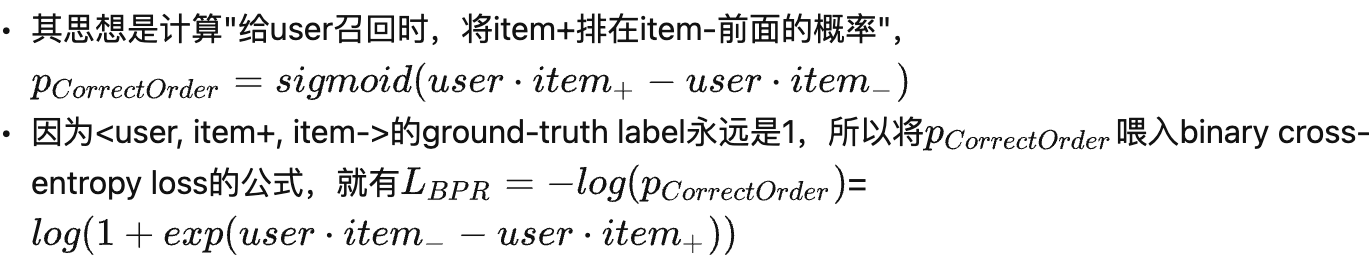 • 其思想是计算"给user召回时，将item+排在item-前面的概率"，
$p_{CorrectOrder} = sigmoid(user \cdot item_+ - user \cdot item_-)$
• 因为<user, item+, item->的ground-truth label永远是1，所以将$p_{CorrectOrder}$喂入binary cross-
entropy loss的公式，就有$L_{BPR} = -log(p_{CorrectOrder})$=
$log(1 + exp(user \cdot item_- - user \cdot item_+))$